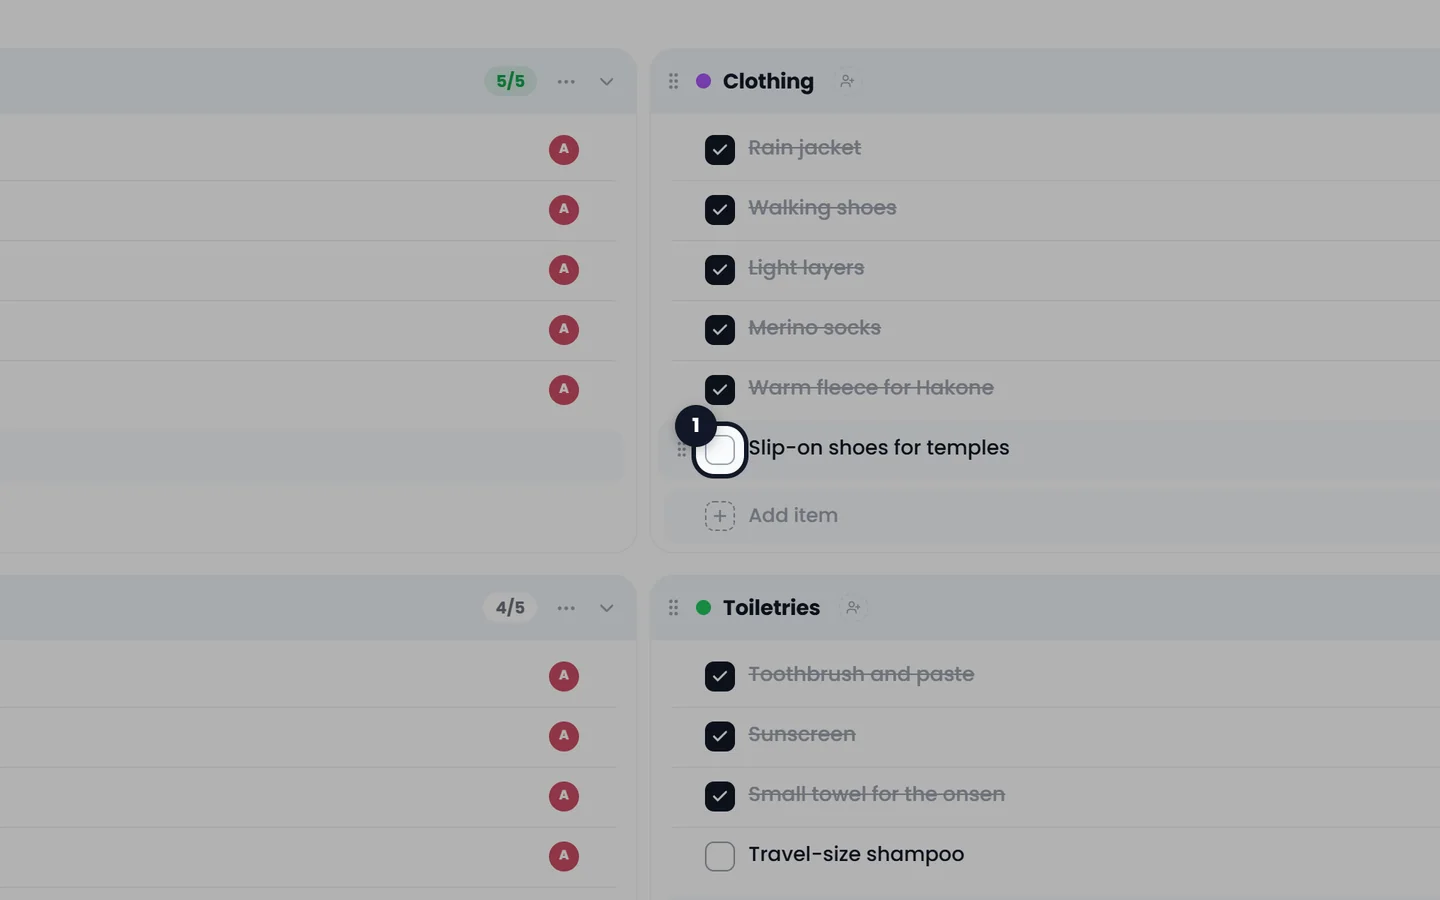 5/5
A
A
A
A
A
Clothing
Rain jacket
Walking shoes
Light layers
Merino socks
Warm fleece for Hakone
1
Slip-on shoes for temples
Add item
4/5
A
A
A
A
Toiletries
Toothbrush and paste
Sunscreen
Small towel for the onsen
Travel-size shampoo